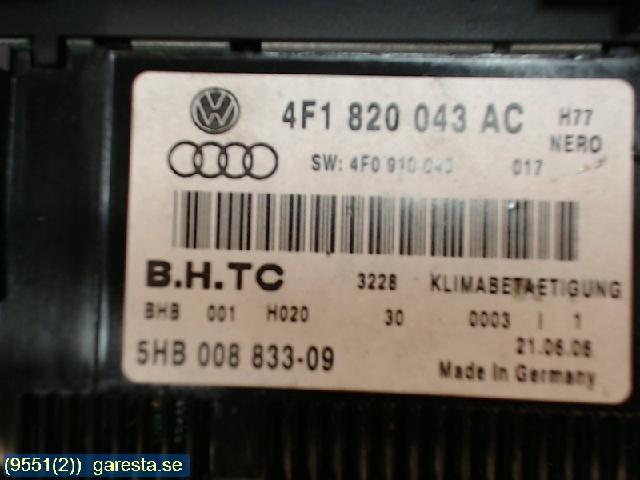 4F1 820 043 AC H77
NERO
SW: 4F0 910 043 017
B.H.TC 3228 KLIMABETAETIGUNG
BHB 001 H020 30 0003 | 1
21.06.06
5HB 008 833-09 Made in Germany
(9551(2)) garesta.se